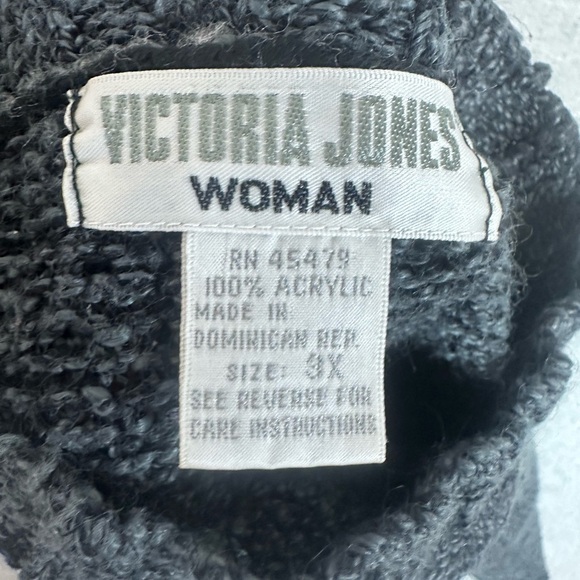 VICTORIA JONES
WOMAN
RN 45479
100% ACRYLIC
MADE IN
DOMINICAN REP.
SIZE: 3X
SEE REVERSE FOR
CARE INSTRUCTIONS